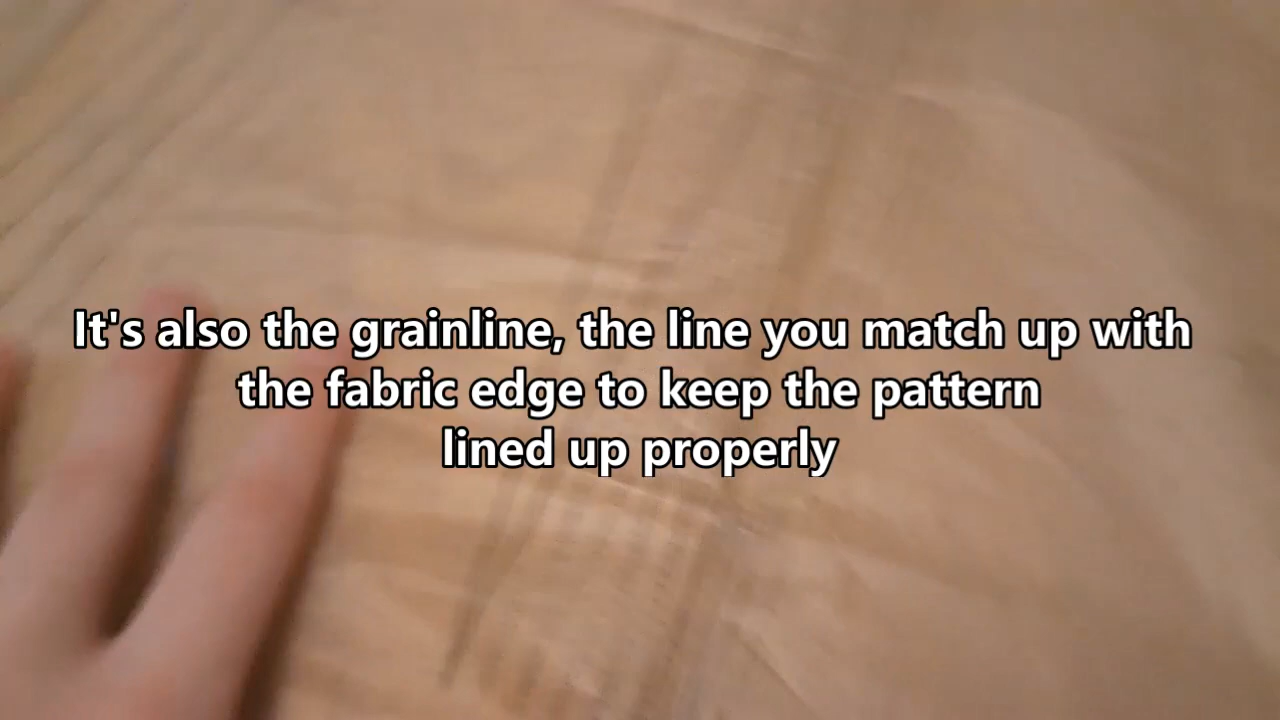 It's also the grainline, the line you match up with
the fabric edge to keep the pattern
lined up properly